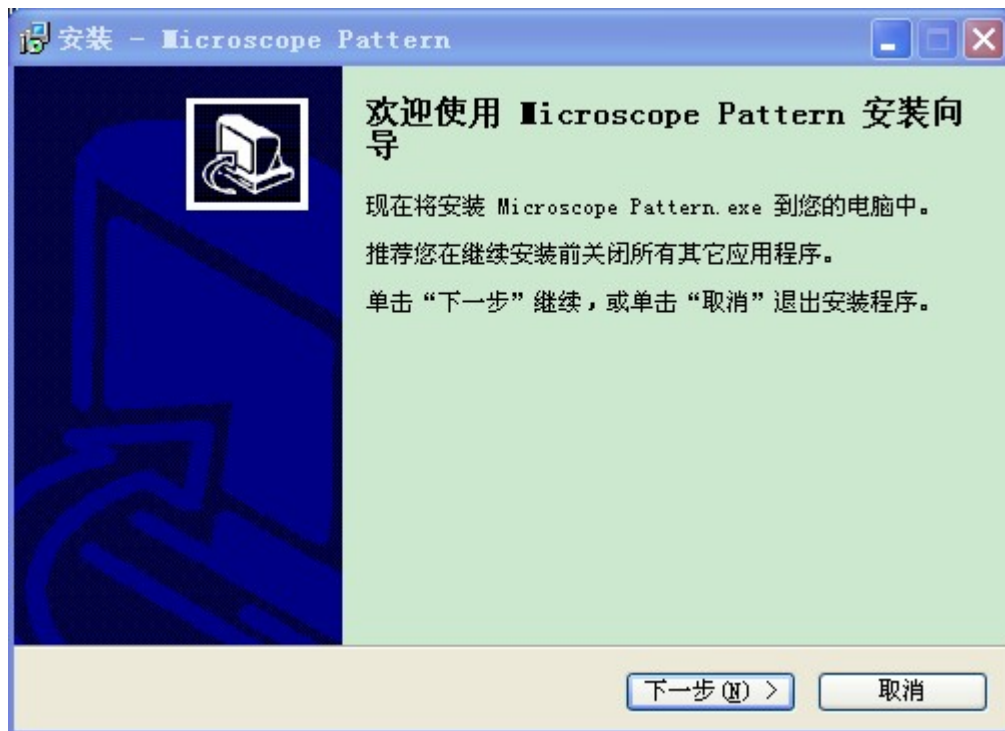 安装 - Microscope Pattern
欢迎使用 Microscope Pattern 安装向
导
现在将安装 Microscope Pattern.exe 到您的电脑中。
推荐您在继续安装前关闭所有其它应用程序。
单击“下一步”继续，或单击“取消”退出安装程序。
下一步(N) >
取消